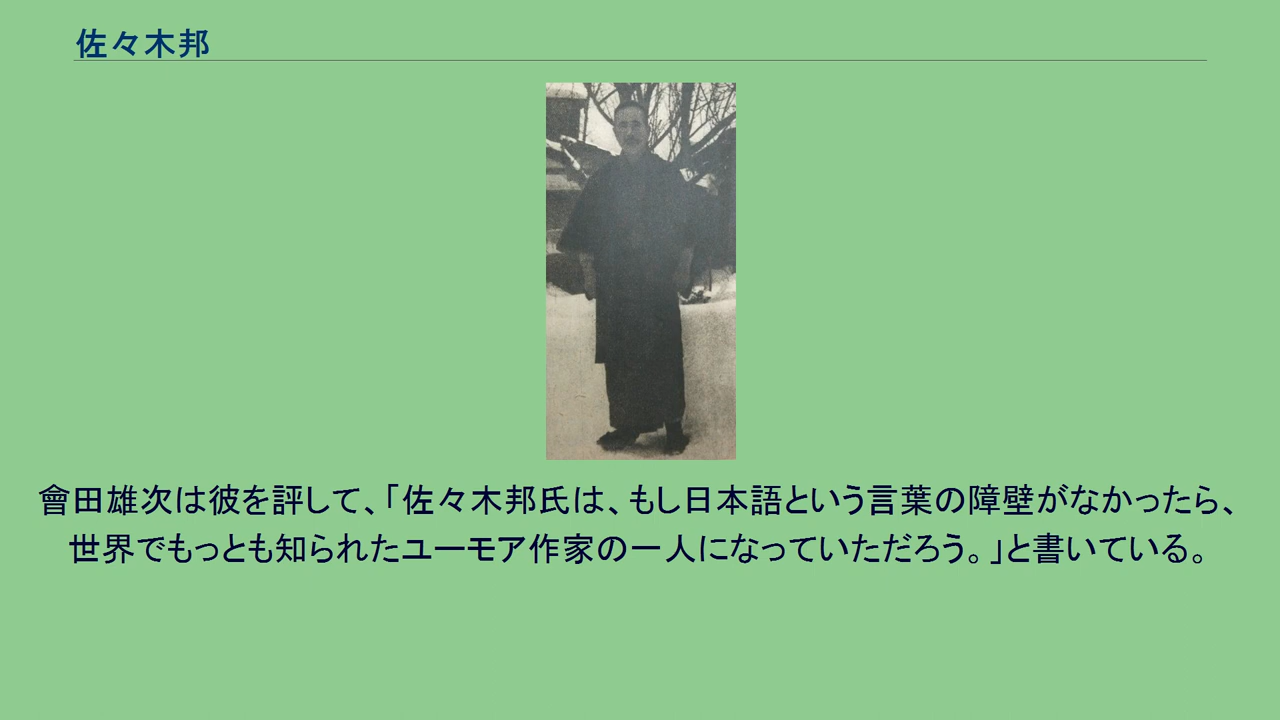 佐々木邦
會田雄次は彼を評して、「佐々木邦氏は、もし日本語という言葉の障壁がなかったら、
世界でもっとも知られたユーモア作家の一人になっていただろう。」と書いている。